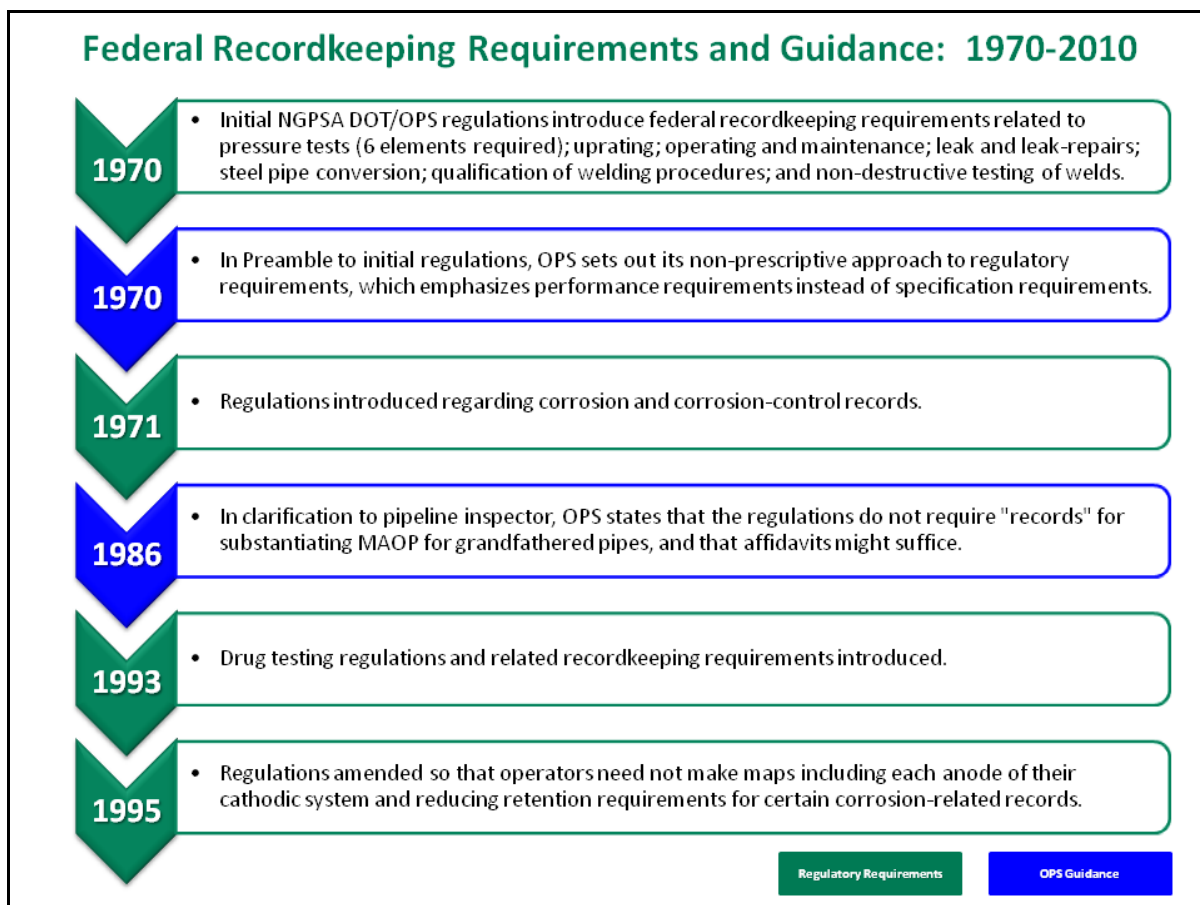 Federal Recordkeeping Requirements and Guidance: 1970-2010
1970
• Initial NGPSA DOT/OPS regulations introduce federal recordkeeping requirements related to
pressure tests (6 elements required); uprating; operating and maintenance; leak and leak-repairs;
steel pipe conversion; qualification of welding procedures; and non-destructive testing of welds.
1970
• In Preamble to initial regulations, OPS sets out its non-prescriptive approach to regulatory
requirements, which emphasizes performance requirements instead of specification requirements.
1971
• Regulations introduced regarding corrosion and corrosion-control records.
1986
• In clarification to pipeline inspector, OPS states that the regulations do not require "records" for
substantiating MAOP for grandfathered pipes, and that affidavits might suffice.
1993
• Drug testing regulations and related recordkeeping requirements introduced.
1995
• Regulations amended so that operators need not make maps including each anode of their
cathodic system and reducing retention requirements for certain corrosion-related records.
Regulatory Requirements
OPS Guidance